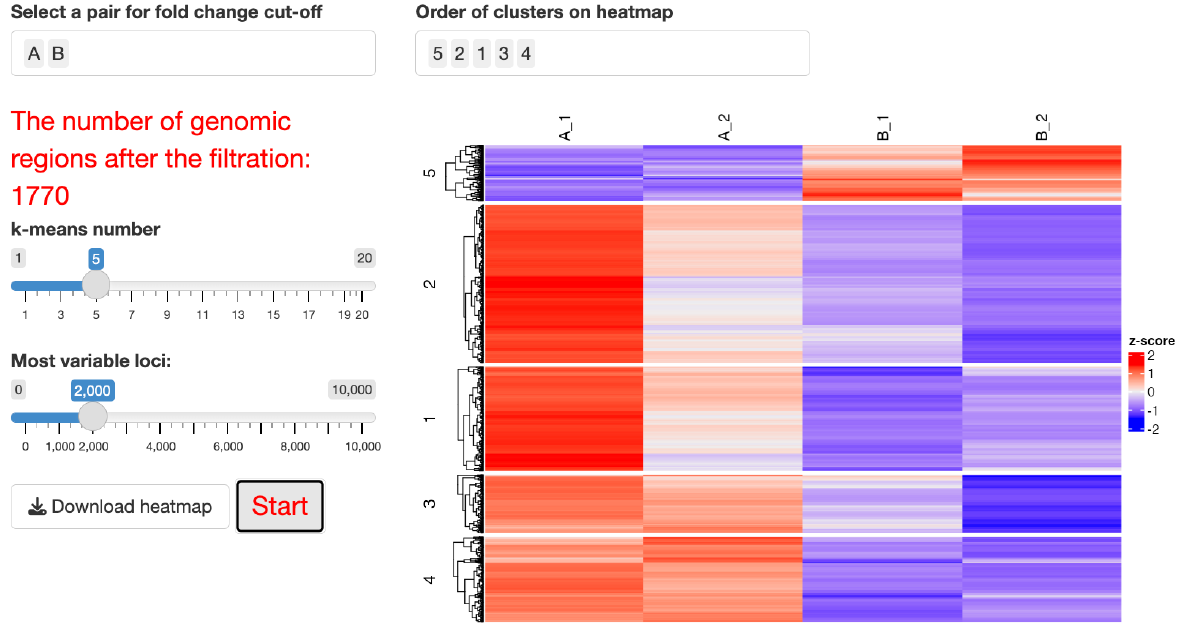 Select a pair for fold change cut-off
A B
The number of genomic
regions after the filtration:
1770
k-means number
1 5 20
1 3 5 7 9 11 13 15 17 19 20
Most variable loci:
0 2,000 10,000
0 1,000 2,000 4,000 6,000 8,000 10,000
Download heatmap
Start
Order of clusters on heatmap
5 2 1 3 4
A_1 A_2 B_1 B_2
5
2
1
3
4
z-score
2
1
0
-1
-2